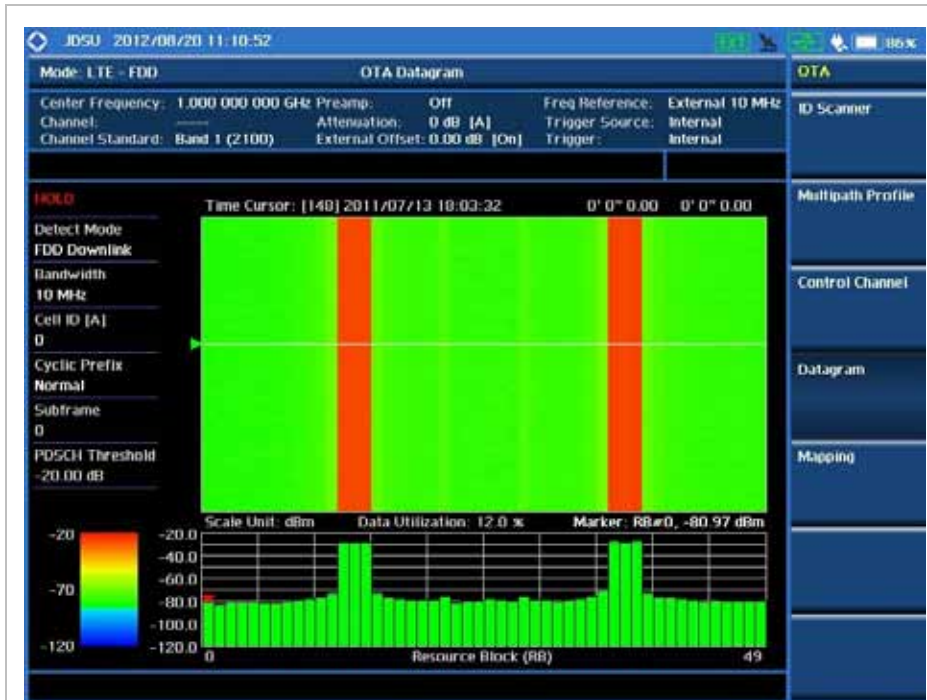 JDSU 2012/08/20 11:10:52
EXT
86%
Mode: LTE - FDD
OTA Datagram
OTA
Center Frequency: 1.000 000 000 GHz Preamp: Off Freq Reference: External 10 MHz
Channel: ----- Attenuation: 0 dB [A] Trigger Source: Internal
Channel Standard: Band 1 (2100) External Offset: 0.00 dB [On] Trigger: Internal
ID Scanner
Multipath Profile
Control Channel
Datagram
Mapping
HOLD
Time Cursor: [148] 2011/07/13 18:03:32 0' 0" 0.00 0' 0" 0.00
Detect Mode
FDD Downlink
Bandwidth
10 MHz
Cell ID [A]
0
Cyclic Prefix
Normal
Subframe
0
PDSCH Threshold
-20.00 dB
Scale Unit: dBm Data Utilization: 12.0 % Marker: RB#0, -80.97 dBm
-20
-70
-120
-20.0
-40.0
-60.0
-80.0
-100.0
-120.0
0 Resource Block (RB) 49